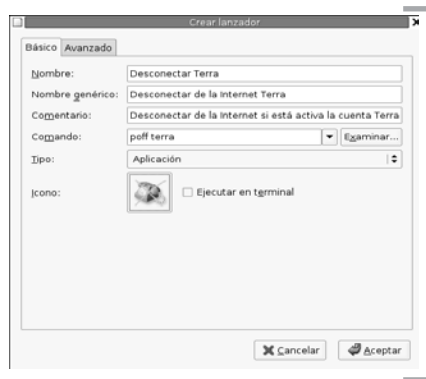 Crear lanzador
Básico Avanzado
Nombre: Desconectar Terra
Nombre genérico: Desconectar de la Internet Terra
Comentario: Desconectar de la Internet si está activa la cuenta Terra
Comando: poff terra Examinar...
Tipo: Aplicación
Icono: Ejecutar en terminal
Cancelar Aceptar